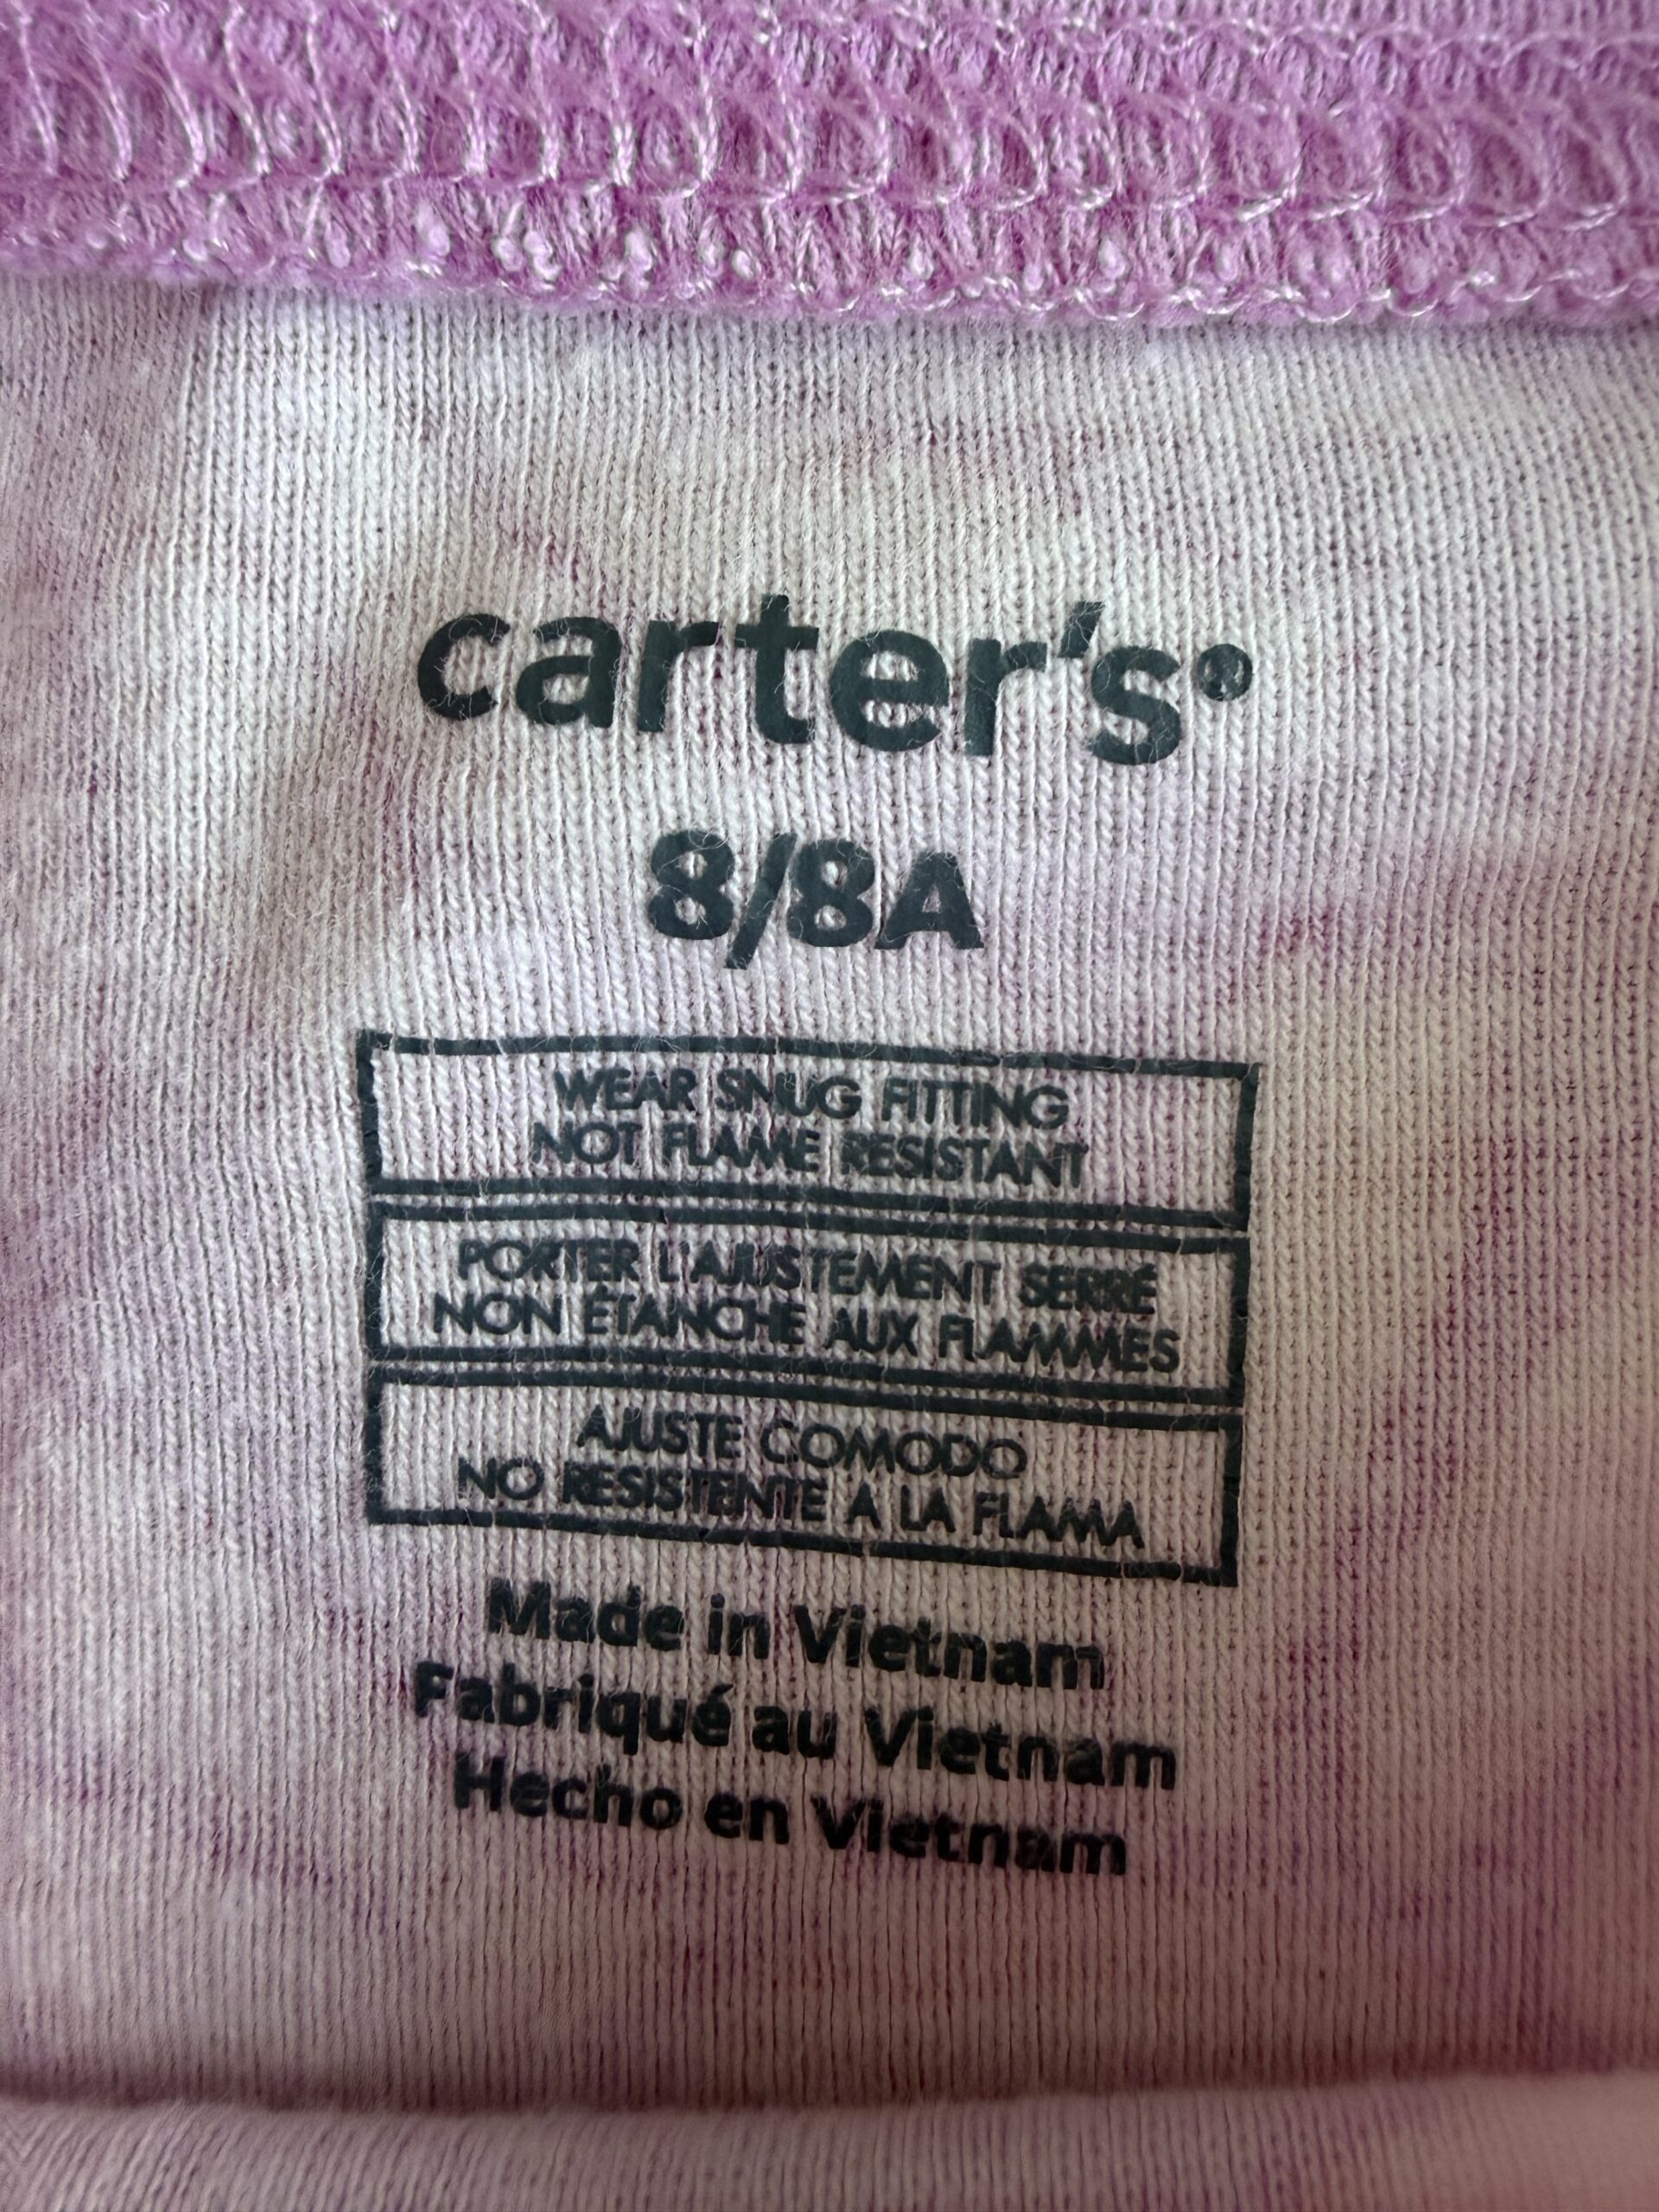 carter's®
8/8A
WEAR SNUG FITTING
NOT FLAME RESISTANT
PORTER L'AJUSTEMENT SERRÉ
NON ÉTANCHE AUX FLAMMES
AJUSTE COMODO
NO RESISTENTE A LA FLAMA
Made in Vietnam
Fabriqué au Vietnam
Hecho en Vietnam